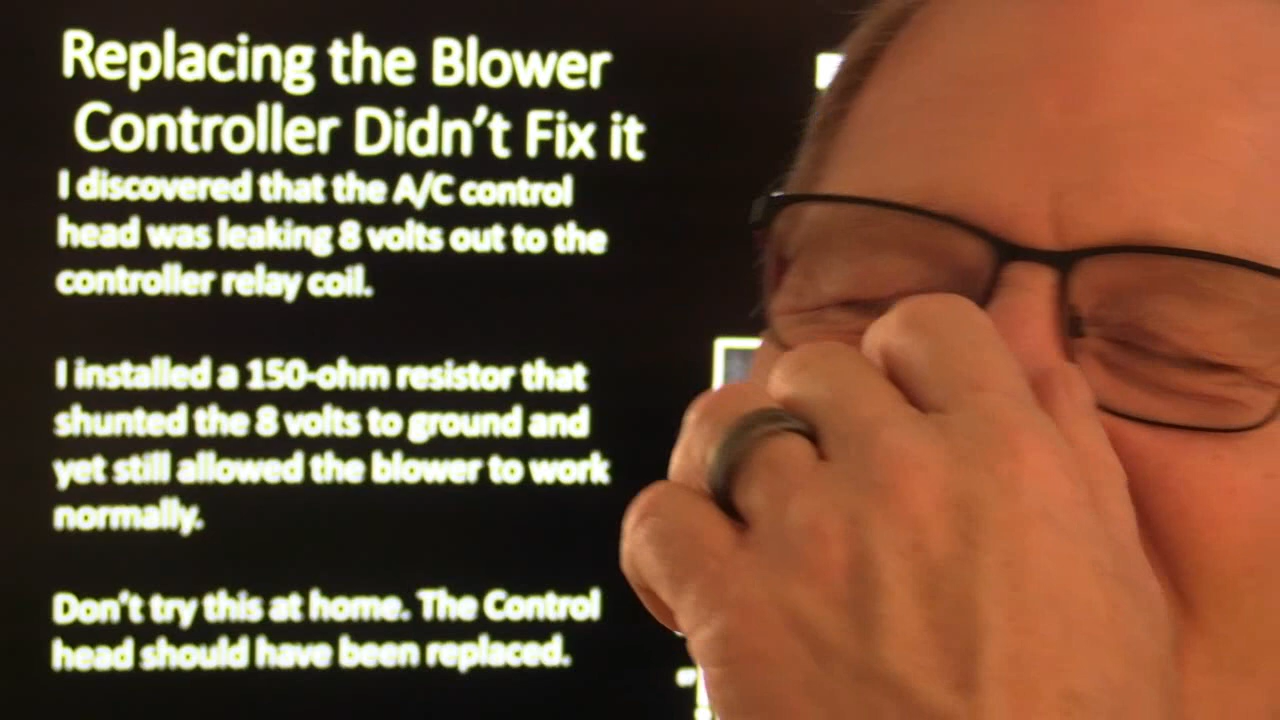 Replacing the Blower
Controller Didn't Fix it
I discovered that the A/C control
head was leaking 8 volts out to the
controller relay coil.
I installed a 150-ohm resistor that
shunted the 8 volts to ground and
yet still allowed the blower to work
normally.
Don't try this at home. The Control
head should have been replaced.